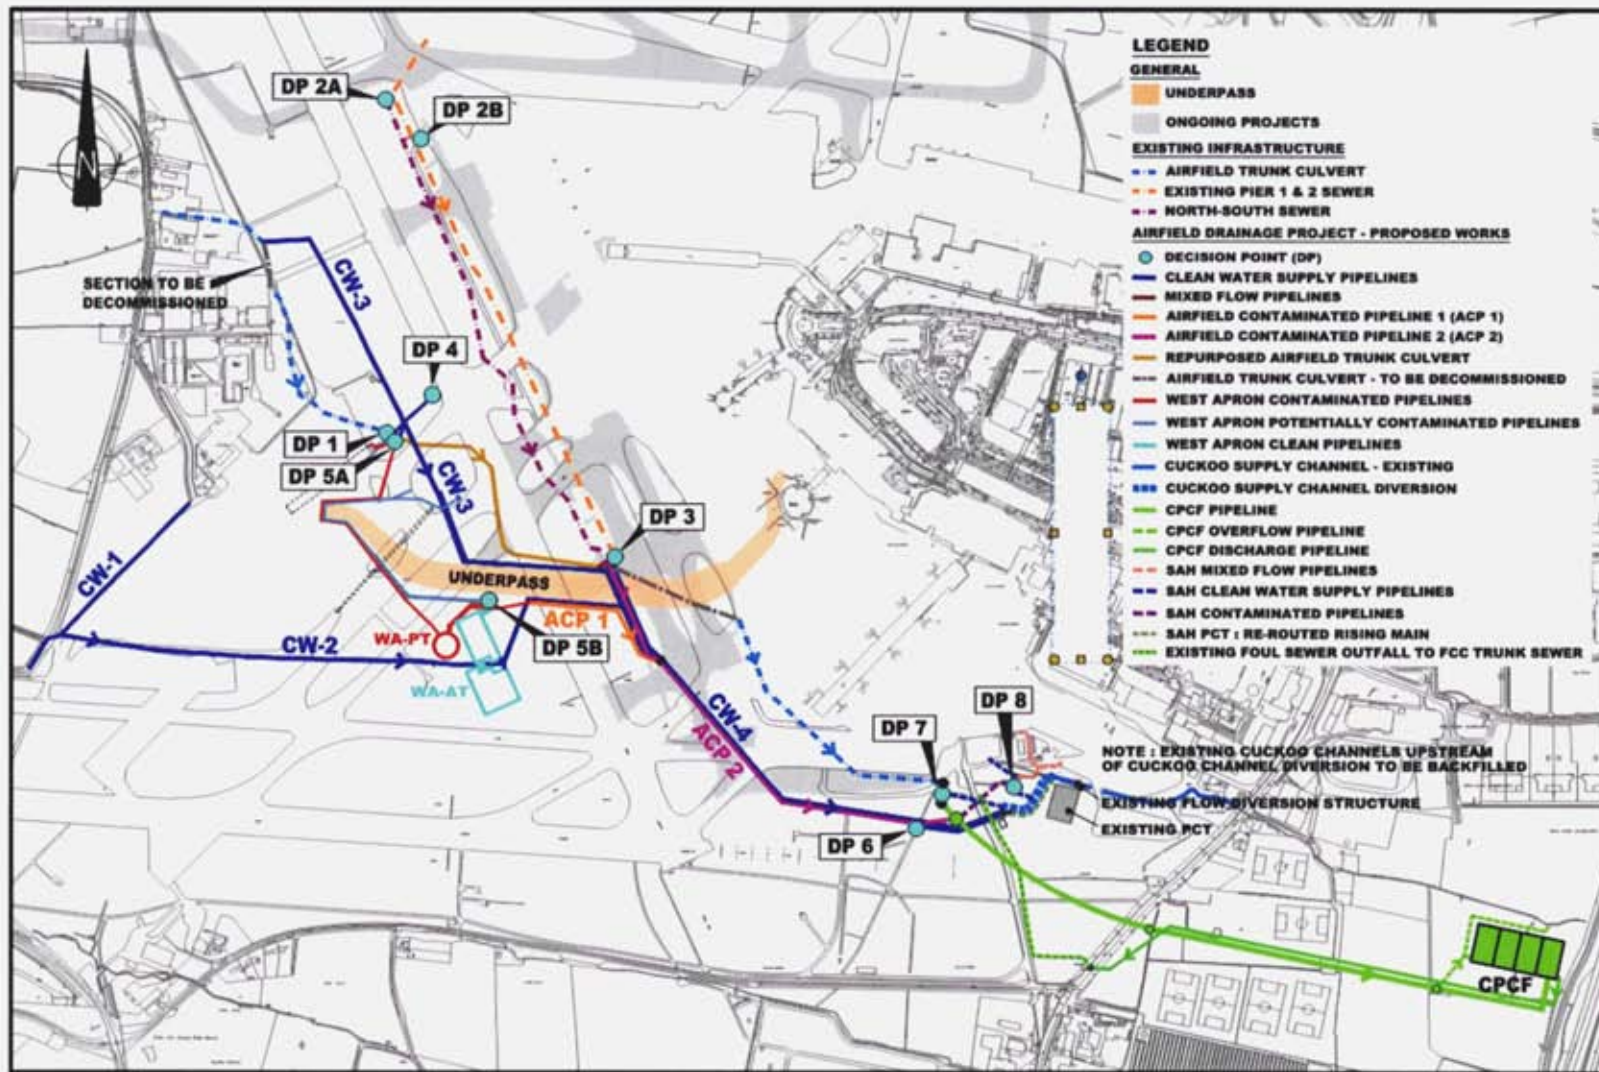 LEGEND
GENERAL
UNDERPASS
ONGOING PROJECTS
EXISTING INFRASTRUCTURE
AIRFIELD TRUNK CULVERT
EXISTING PIER 1 & 2 SEWER
NORTH-SOUTH SEWER
AIRFIELD DRAINAGE PROJECT - PROPOSED WORKS
DECISION POINT (DP)
CLEAN WATER SUPPLY PIPELINES
MIXED FLOW PIPELINES
AIRFIELD CONTAMINATED PIPELINE 1 (ACP 1)
AIRFIELD CONTAMINATED PIPELINE 2 (ACP 2)
REPURPOSED AIRFIELD TRUNK CULVERT
AIRFIELD TRUNK CULVERT - TO BE DECOMMISSIONED
WEST APRON CONTAMINATED PIPELINES
WEST APRON POTENTIALLY CONTAMINATED PIPELINES
WEST APRON CLEAN PIPELINES
CUCKOO SUPPLY CHANNEL - EXISTING
CUCKOO SUPPLY CHANNEL DIVERSION
CPCF PIPELINE
CPCF OVERFLOW PIPELINE
CPCF DISCHARGE PIPELINE
SAH MIXED FLOW PIPELINES
SAH CLEAN WATER SUPPLY PIPELINES
SAH CONTAMINATED PIPELINES
SAH PCT : RE-ROUTED RISING MAIN
EXISTING FOUL SEWER OUTFALL TO FCC TRUNK SEWER
N
DP 2A
DP 2B
SECTION TO BE
DECOMMISSIONED
CW-3
DP 4
DP 1
DP 5A
CW-3
DP 3
UNDERPASS
CW-1
ACP 1
WA-PT
CW-2
DP 5B
WA-AT
CW-4
ACP 2
DP 7
DP 8
DP 6
NOTE : EXISTING CUCKOO CHANNELS UPSTREAM
OF CUCKOO CHANNEL DIVERSION TO BE BACKFILLED
EXISTING FLOW DIVERSION STRUCTURE
EXISTING PCT
CPCF